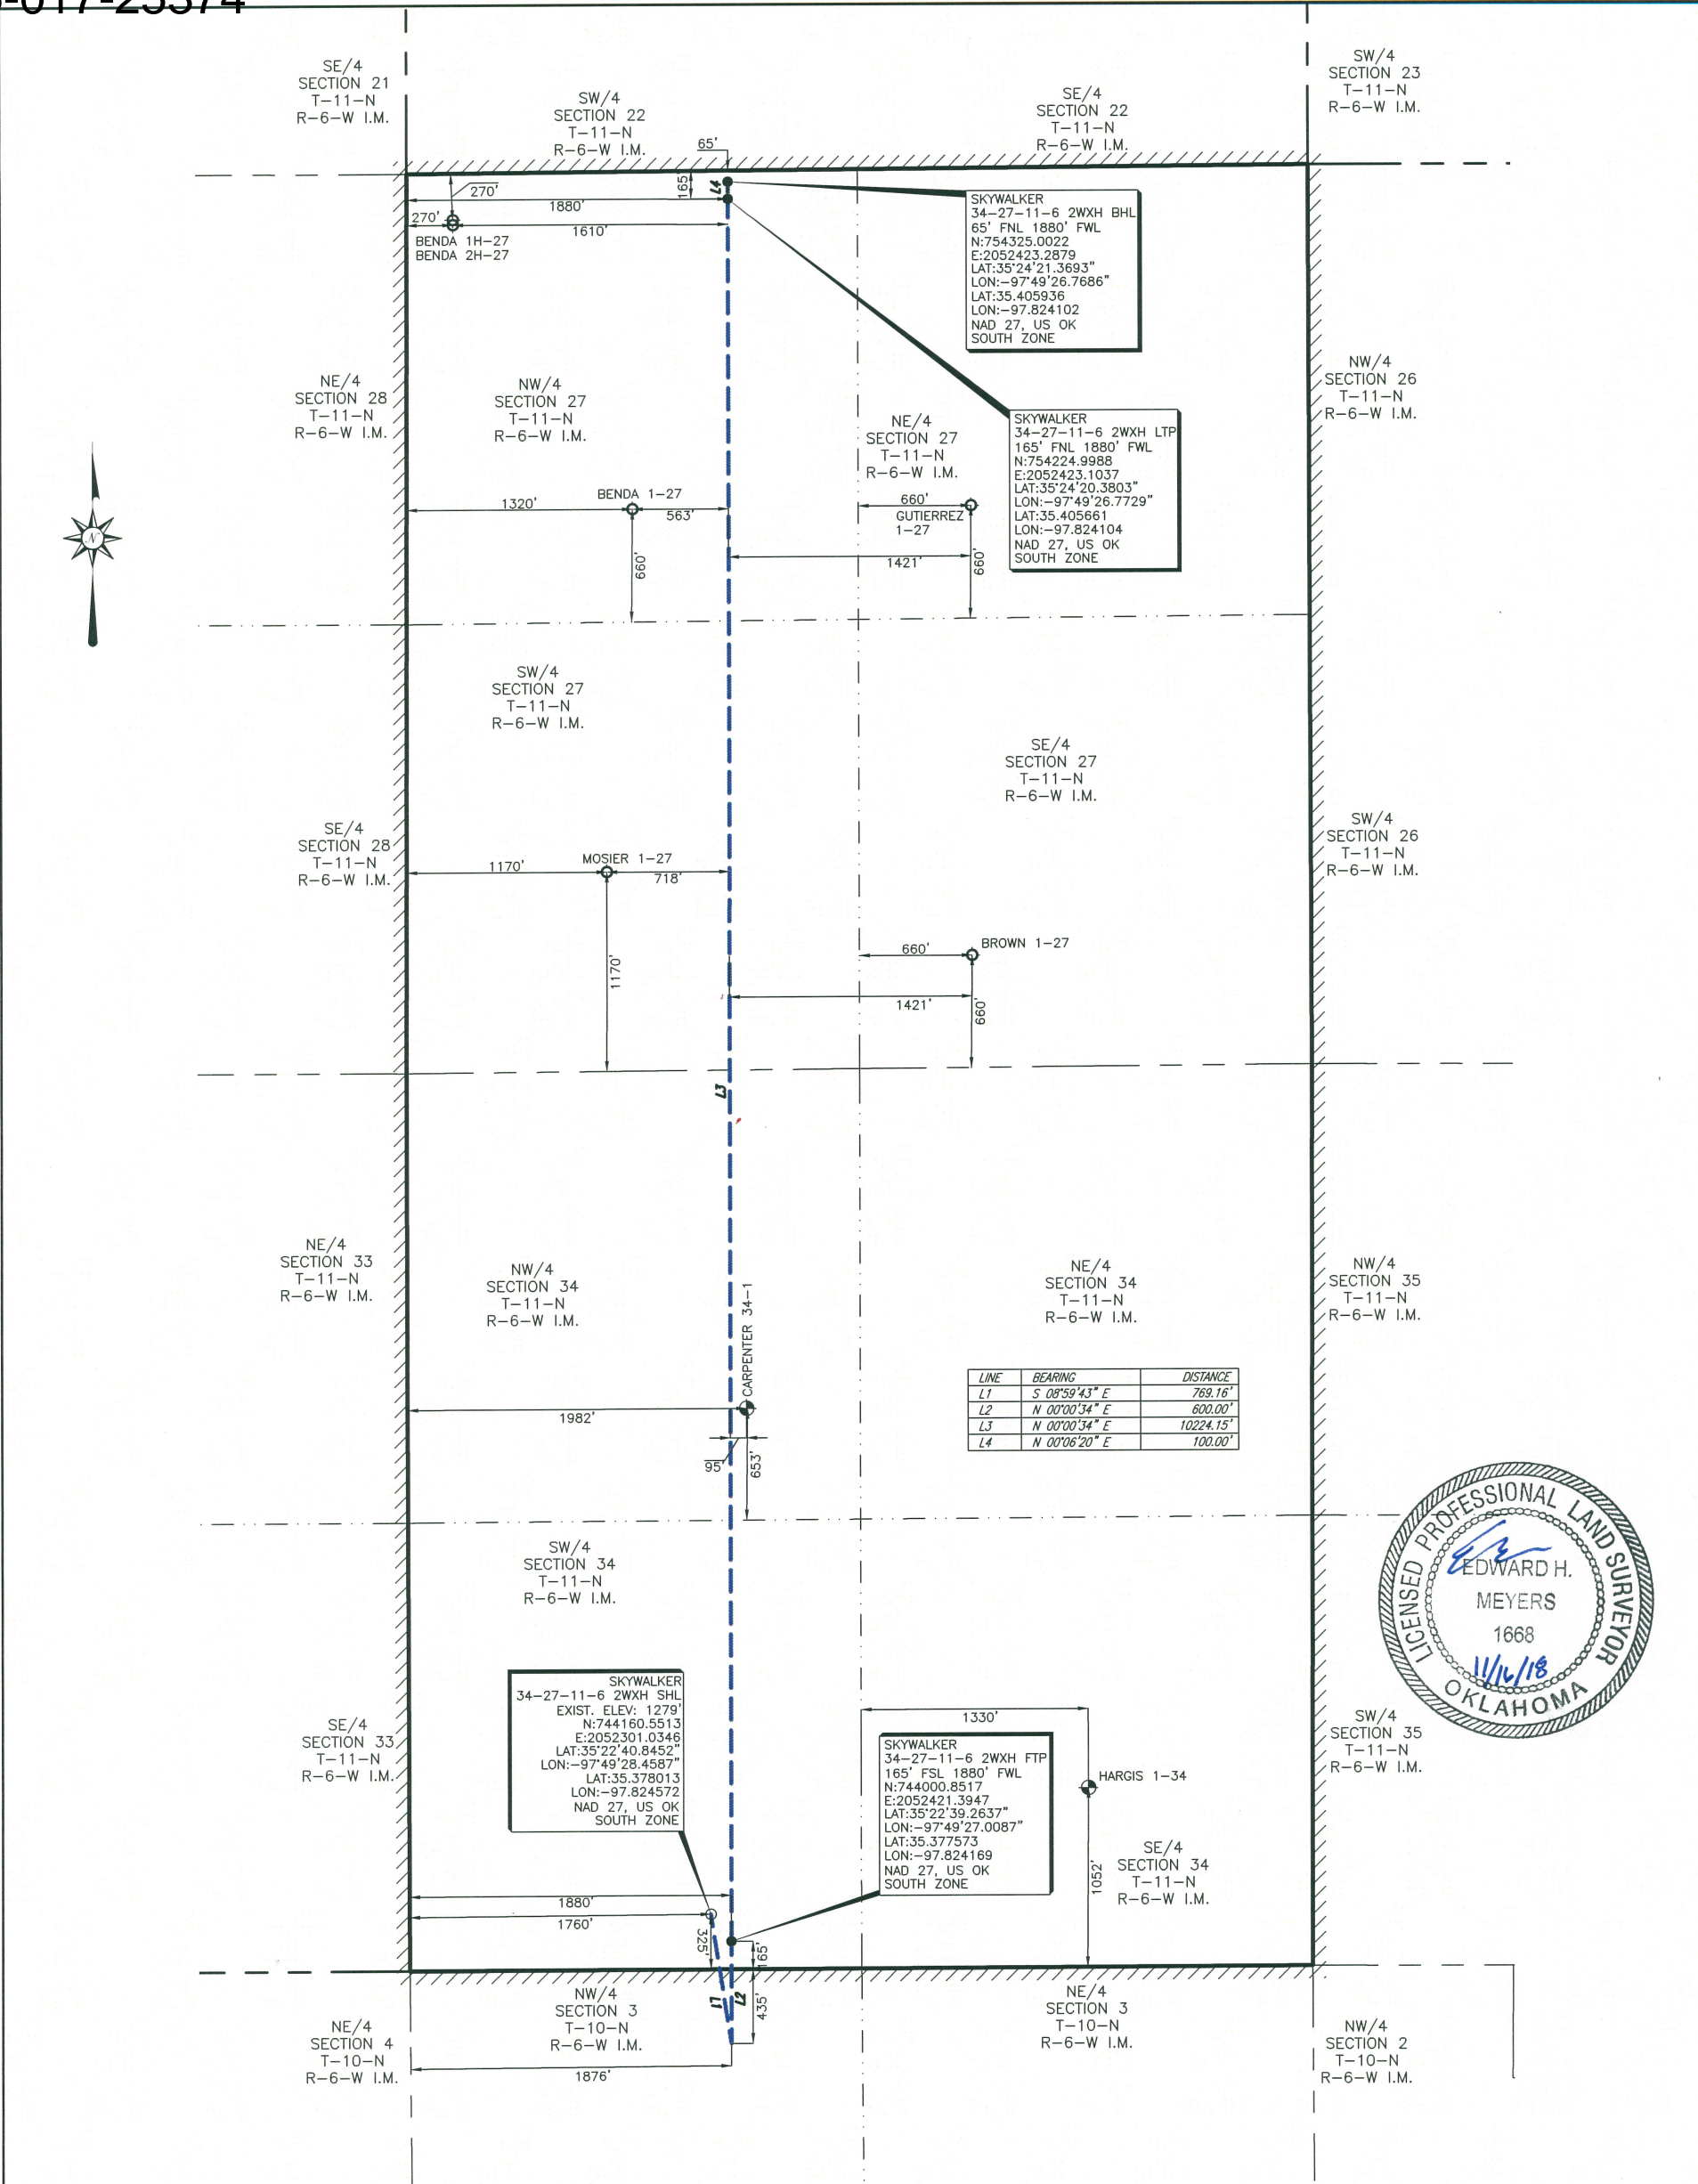 -017-25374
SE/4
SECTION 21
T-11-N
R-6-W I.M.
SW/4
SECTION 22
T-11-N
R-6-W I.M.
SE/4
SECTION 22
T-11-N
R-6-W I.M.
SW/4
SECTION 23
T-11-N
R-6-W I.M.
65'
165'
L4
270'
1880'
270'
1610'
BENDA 1H-27
BENDA 2H-27
SKYWALKER
34-27-11-6 2WXH BHL
65' FNL 1880' FWL
N:754325.0022
E:2052423.2879
LAT:35°24'21.3693"
LON:-97°49'26.7686"
LAT:35.405936
LON:-97.824102
NAD 27, US OK
SOUTH ZONE
NE/4
SECTION 28
T-11-N
R-6-W I.M.
NW/4
SECTION 27
T-11-N
R-6-W I.M.
NE/4
SECTION 27
T-11-N
R-6-W I.M.
SKYWALKER
34-27-11-6 2WXH LTP
165' FNL 1880' FWL
N:754224.9988
E:2052423.1037
LAT:35°24'20.3803"
LON:-97°49'26.7729"
LAT:35.405661
LON:-97.824104
NAD 27, US OK
SOUTH ZONE
NW/4
SECTION 26
T-11-N
R-6-W I.M.
N
1320'
BENDA 1-27
563'
660'
660'
GUTIERREZ
1-27
1421'
660'
SW/4
SECTION 27
T-11-N
R-6-W I.M.
SE/4
SECTION 27
T-11-N
R-6-W I.M.
SE/4
SECTION 28
T-11-N
R-6-W I.M.
SW/4
SECTION 26
T-11-N
R-6-W I.M.
1170'
MOSIER 1-27
718'
1170'
660'
BROWN 1-27
1421'
660'
L3
NE/4
SECTION 33
T-11-N
R-6-W I.M.
NW/4
SECTION 34
T-11-N
R-6-W I.M.
NE/4
SECTION 34
T-11-N
R-6-W I.M.
NW/4
SECTION 35
T-11-N
R-6-W I.M.
CARPENTER 34-1
1982'
95'
653'
LINE BEARING DISTANCE
L1 S 08°59'43" E 769.16'
L2 N 00°00'34" E 600.00'
L3 N 00°00'34" E 10224.15'
L4 N 00°06'20" E 100.00'
LICENSED PROFESSIONAL LAND SURVEYOR
EDWARD H.
MEYERS
1668
11/16/18
OKLAHOMA
SW/4
SECTION 34
T-11-N
R-6-W I.M.
SKYWALKER
34-27-11-6 2WXH SHL
EXIST. ELEV: 1279'
N:744160.5513
E:2052301.0346
LAT:35°22'40.8452"
LON:-97°49'28.4587"
LAT:35.378013
LON:-97.824572
NAD 27, US OK
SOUTH ZONE
SE/4
SECTION 33
T-11-N
R-6-W I.M.
SKYWALKER
34-27-11-6 2WXH FTP
165' FSL 1880' FWL
N:744000.8517
E:2052421.3947
LAT:35°22'39.2637"
LON:-97°49'27.0087"
LAT:35.377573
LON:-97.824169
NAD 27, US OK
SOUTH ZONE
1330'
HARGIS 1-34
1052'
SE/4
SECTION 34
T-11-N
R-6-W I.M.
SW/4
SECTION 35
T-11-N
R-6-W I.M.
1880'
1760'
325'
165'
L1
L2
435'
1876'
NE/4
SECTION 4
T-10-N
R-6-W I.M.
NW/4
SECTION 3
T-10-N
R-6-W I.M.
NE/4
SECTION 3
T-10-N
R-6-W I.M.
NW/4
SECTION 2
T-10-N
R-6-W I.M.